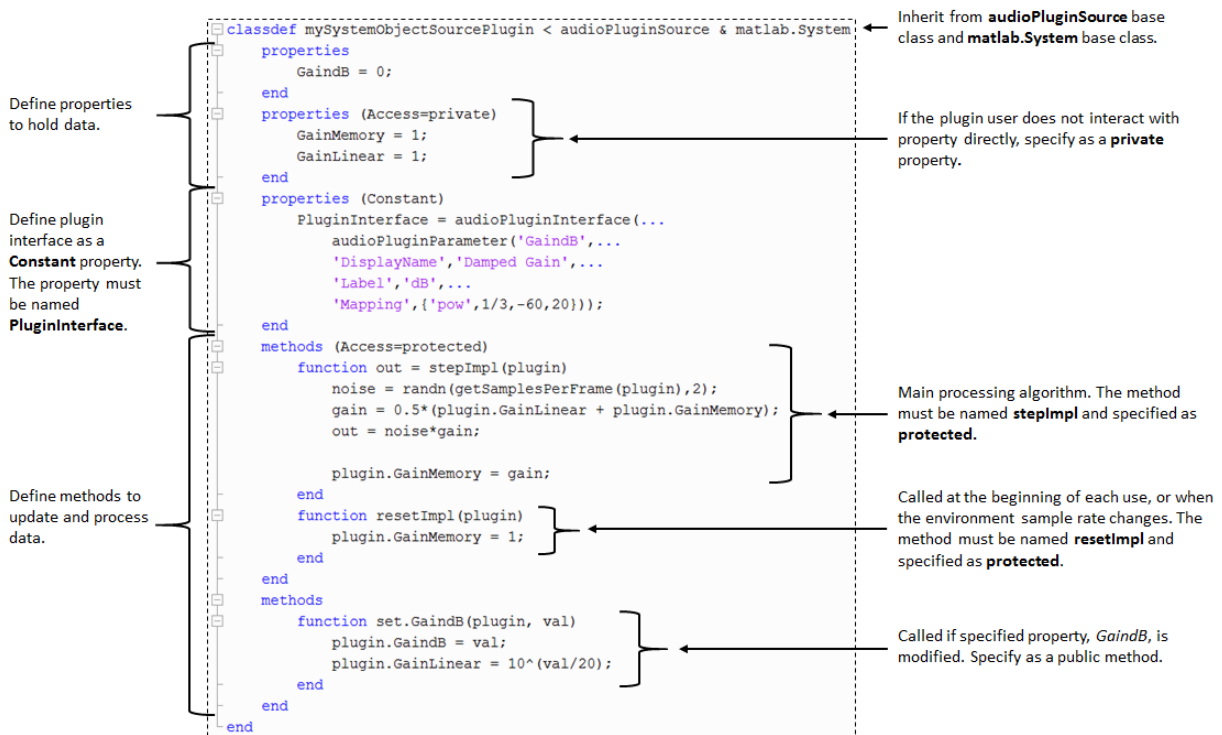 classdef mySystemObjectSourcePlugin < audioPluginSource & matlab.System
properties
GaindB = 0;
end
properties (Access=private)
GainMemory = 1;
GainLinear = 1;
end
properties (Constant)
PluginInterface = audioPluginInterface(...
audioPluginParameter('GaindB',...
'DisplayName','Damped Gain',...
'Label','dB',...
'Mapping',{'pow',1/3,-60,20}));
end
methods (Access=protected)
function out = stepImpl(plugin)
noise = randn(getSamplesPerFrame(plugin),2);
gain = 0.5*(plugin.GainLinear + plugin.GainMemory);
out = noise*gain;
plugin.GainMemory = gain;
end
function resetImpl(plugin)
plugin.GainMemory = 1;
end
end
methods
function set.GaindB(plugin, val)
plugin.GaindB = val;
plugin.GainLinear = 10^(val/20);
end
end
end
Define properties
to hold data.
Define plugin
interface as a
Constant property.
The property must
be named
PluginInterface.
Define methods to
update and process
data.
Inherit from audioPluginSource base
class and matlab.System base class.
If the plugin user does not interact with
property directly, specify as a private
property.
Main processing algorithm. The method
must be named stepImpl and specified as
protected.
Called at the beginning of each use, or when
the environment sample rate changes. The
method must be named resetImpl and
specified as protected.
Called if specified property, GaindB, is
modified. Specify as a public method.